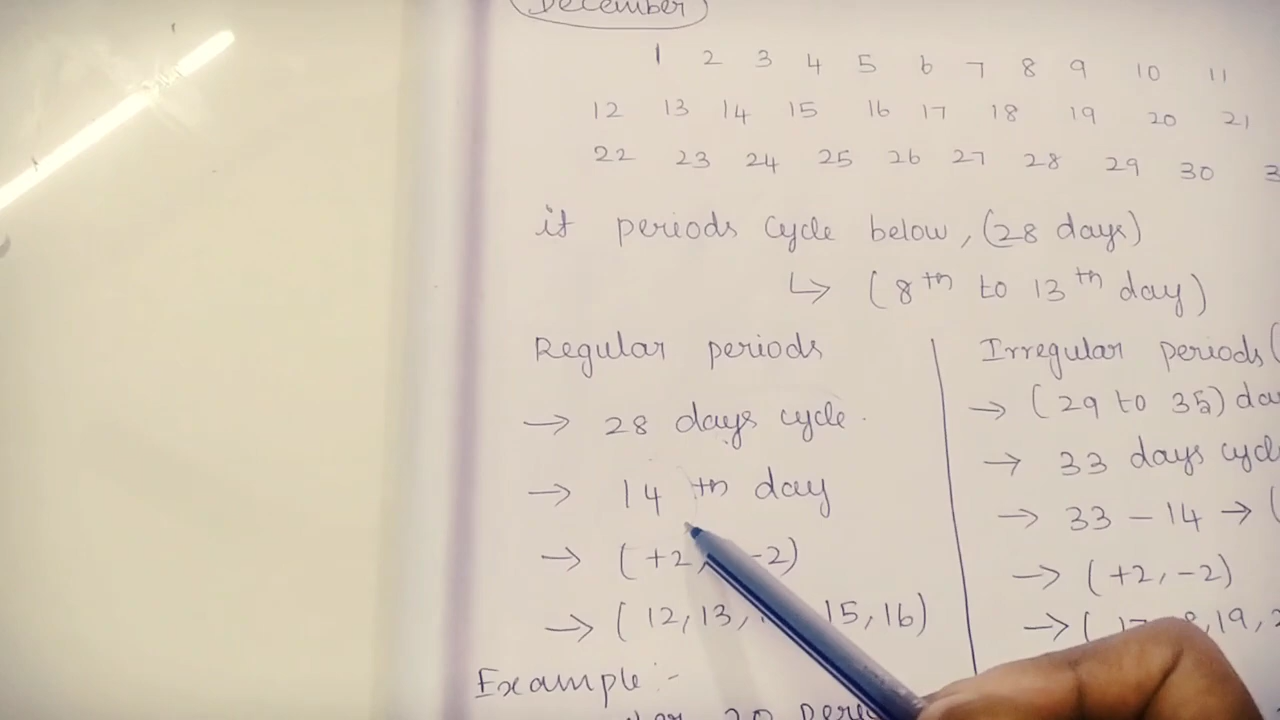 December
1 2 3 4 5 6 7 8 9 10 11
12 13 14 15 16 17 18 19 20 21
22 23 24 25 26 27 28 29 30
if periods cycle below, (28 days)
↳ (8th to 13th day)
Regular periods
→ 28 days cycle.
→ 14th day
→ (+2, -2)
→ (12, 13, 15, 16)
Irregular periods (
→ (29 to 35) da
→ 33 days cycl
→ 33 - 14 → (
→ (+2, -2)
→ ( 19,
Example :-
20